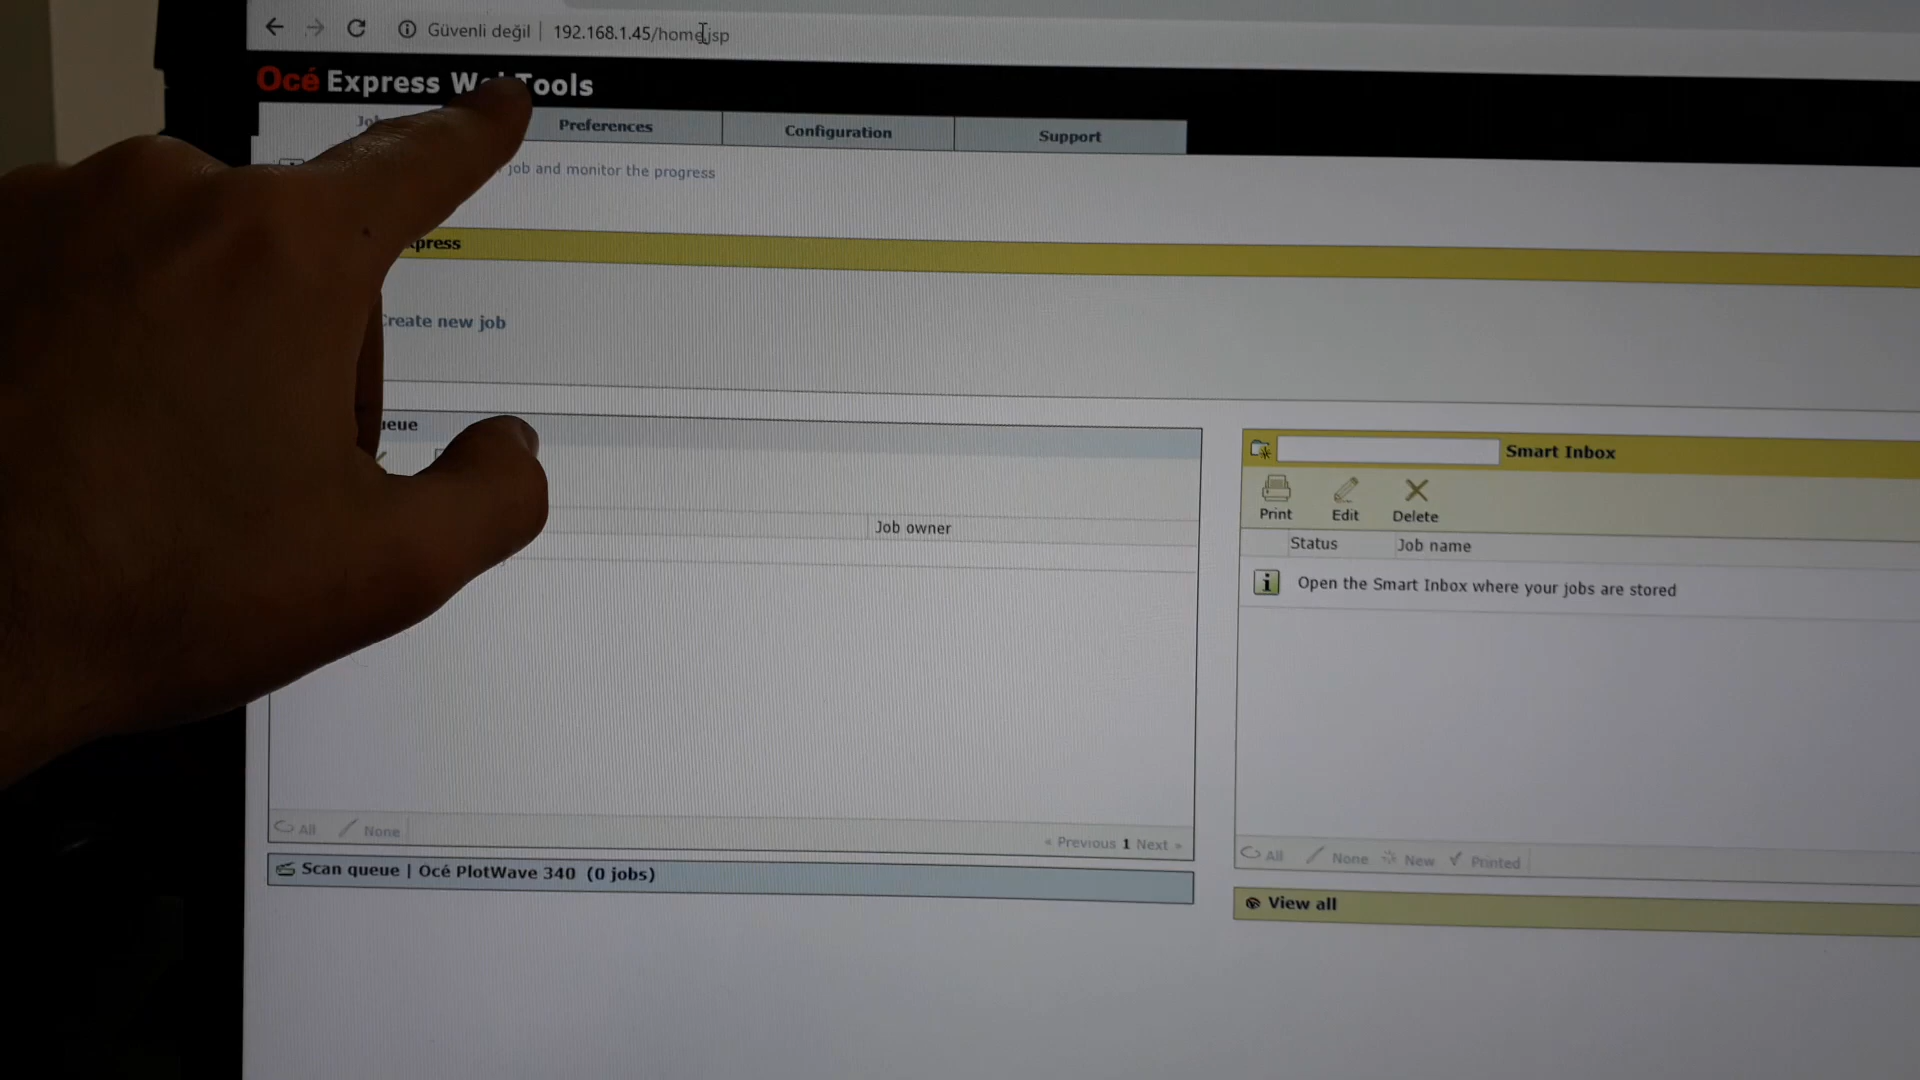 Güvenli değil | 192.168.1.45/home.jsp
Océ Express Tools
Preferences Configuration Support
job and monitor the progress
Create new job
Smart Inbox
Print Edit Delete
Job owner
Status Job name
Open the Smart Inbox where your jobs are stored
All None
« Previous 1 Next »
All None New Printed
Scan queue | Océ PlotWave 340 (0 jobs)
View all